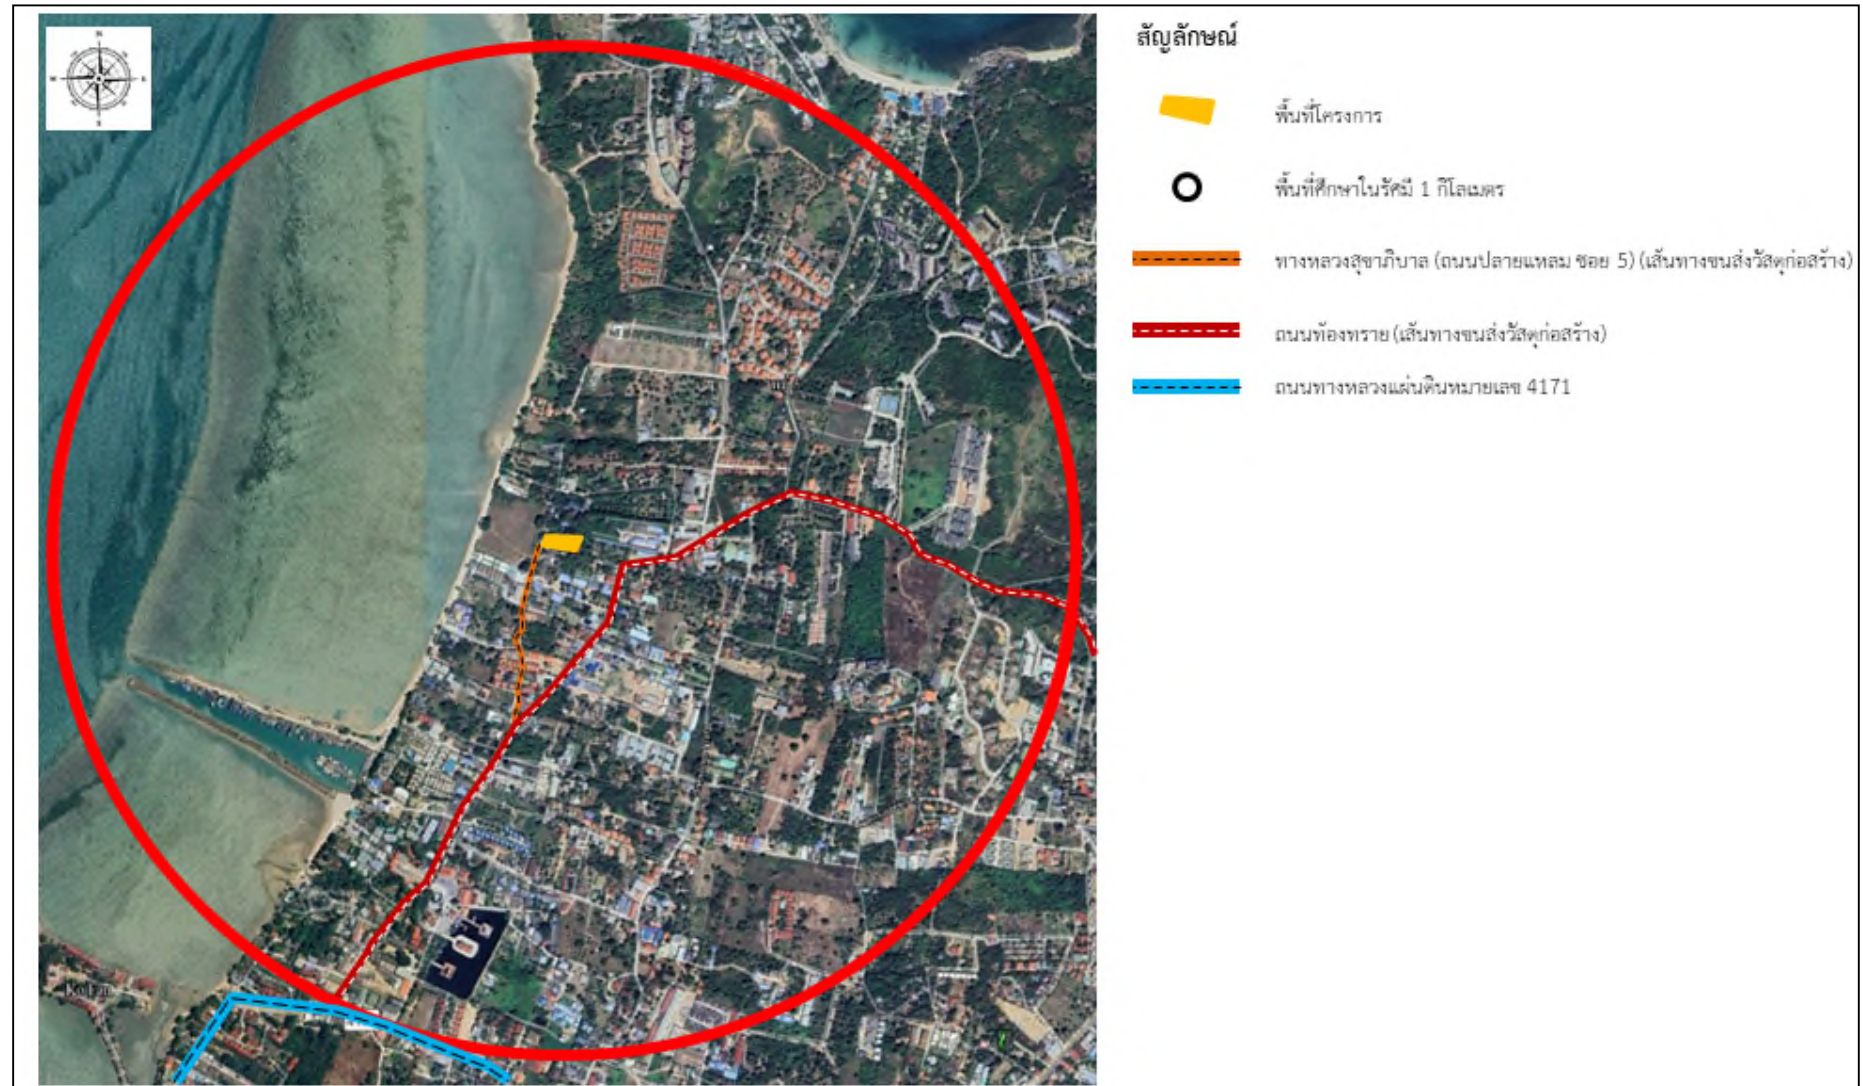 สัญลักษณ์
พื้นที่โครงการ
พื้นที่ศึกษาในรัศมี 1 กิโลเมตร
ทางหลวงสุขาภิบาล (ถนนปลายแหลม ซอย 5) (เส้นทางขนส่งวัสดุก่อสร้าง)
ถนนท้องทราย (เส้นทางขนส่งวัสดุก่อสร้าง)
ถนนทางหลวงแผ่นดินหมายเลข 4171